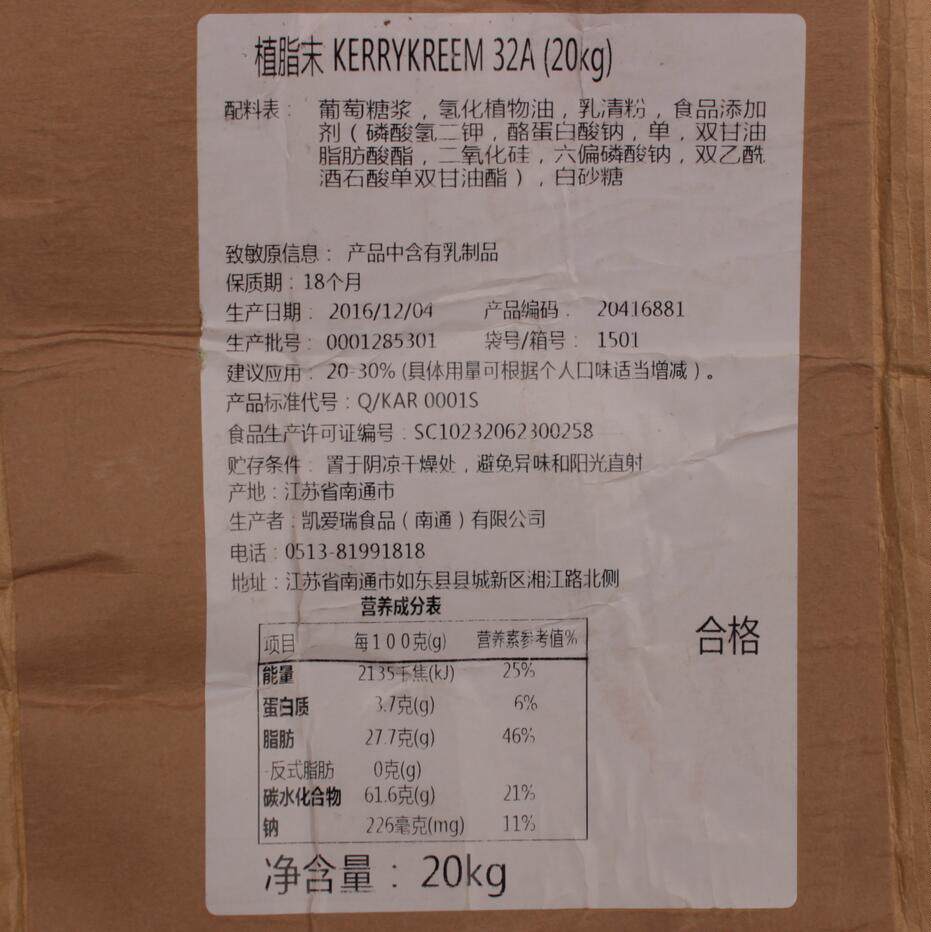 植脂末 KERRYKREEM 32A (20kg)
配料表： 葡萄糖浆，氢化植物油，乳清粉，食品添加
剂（磷酸氢二钾，酪蛋白酸钠，单，双甘油
脂肪酸酯，二氧化硅，六偏磷酸钠，双乙酰
酒石酸单双甘油酯），白砂糖
致敏原信息： 产品中含有乳制品
保质期：18个月
生产日期： 2016/12/04 产品编码： 20416881
生产批号： 0001285301 袋号/箱号： 1501
建议应用： 20-30% (具体用量可根据个人口味适当增减）。
产品标准代号：Q/KAR 0001S
食品生产许可证编号：SC10232062300258
贮存条件： 置于阴凉干燥处，避免异味和阳光直射
产地：江苏省南通市
生产者：凯爱瑞食品（南通）有限公司
电话：0513-81991818
地址：江苏省南通市如东县县城新区湘江路北侧
营养成分表
项目 每100克(g) 营养素参考值%
能量 2135千焦(kJ) 25%
蛋白质 3.7克(g) 6%
脂肪 27.7克(g) 46%
-反式脂肪 0克(g)
碳水化合物 61.6克(g) 21%
钠 226毫克(mg) 11%
合格
净含量：20kg